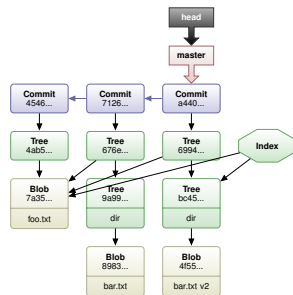 head
master
Commit
4546...
Commit
7126...
Commit
a440...
Tree
4ab5...
Tree
676e...
Tree
6994...
Index
Blob
7a35...
foo.txt
Tree
9a99...
dir
Tree
bc45...
dir
Blob
8983...
bar.txt
Blob
4f55...
bar.txt v2